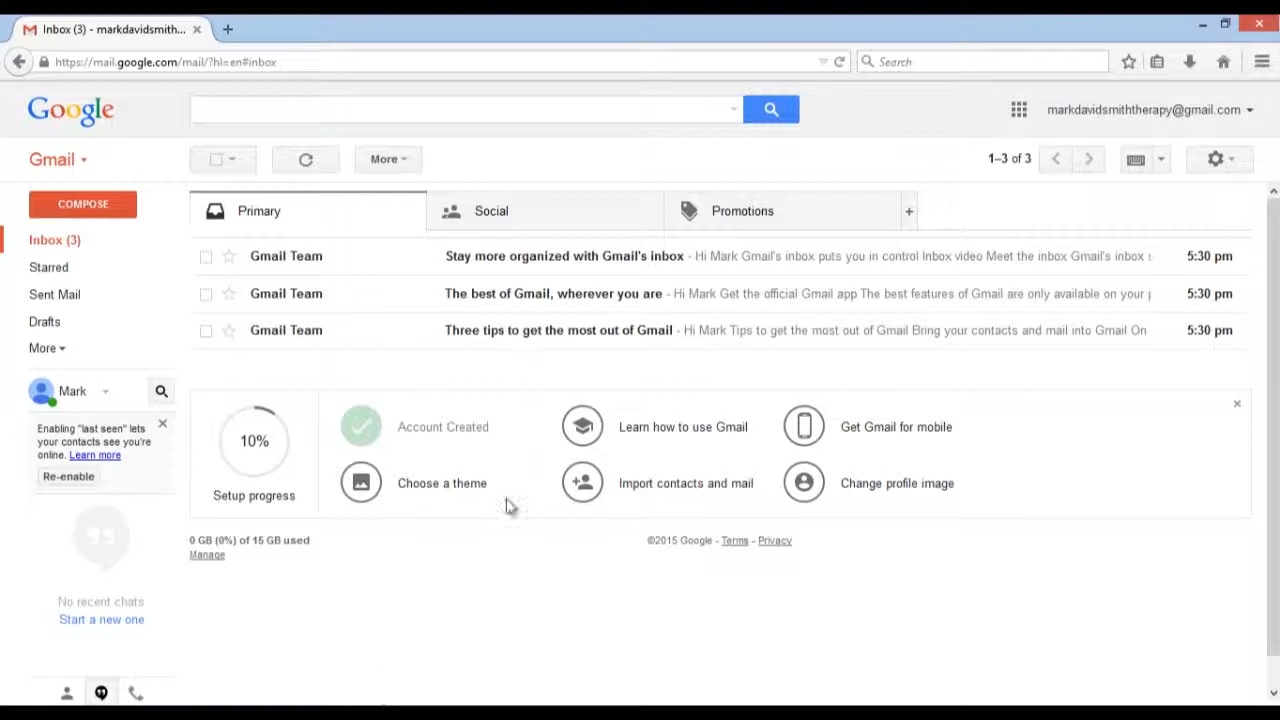 Inbox (3) - markdavidsmith...
https://mail.google.com/mail/?hl=en#inbox
Search
Google
markdavidsmiththerapy@gmail.com
Gmail
More
1–3 of 3
COMPOSE
Primary
Social
Promotions
+
Inbox (3)
Starred
Sent Mail
Drafts
More
Gmail Team Stay more organized with Gmail's inbox - Hi Mark Gmail's inbox puts you in control Inbox video Meet the inbox Gmail's inbox 5:30 pm
Gmail Team The best of Gmail, wherever you are - Hi Mark Get the official Gmail app The best features of Gmail are only available on your 5:30 pm
Gmail Team Three tips to get the most out of Gmail - Hi Mark Tips to get the most out of Gmail Bring your contacts and mail into Gmail On 5:30 pm
Mark
Enabling "last seen" lets
your contacts see you're
online. Learn more
Re-enable
No recent chats
Start a new one
10%
Setup progress
Account Created
Learn how to use Gmail
Get Gmail for mobile
Choose a theme
Import contacts and mail
Change profile image
0 GB (0%) of 15 GB used
Manage
©2015 Google - Terms - Privacy